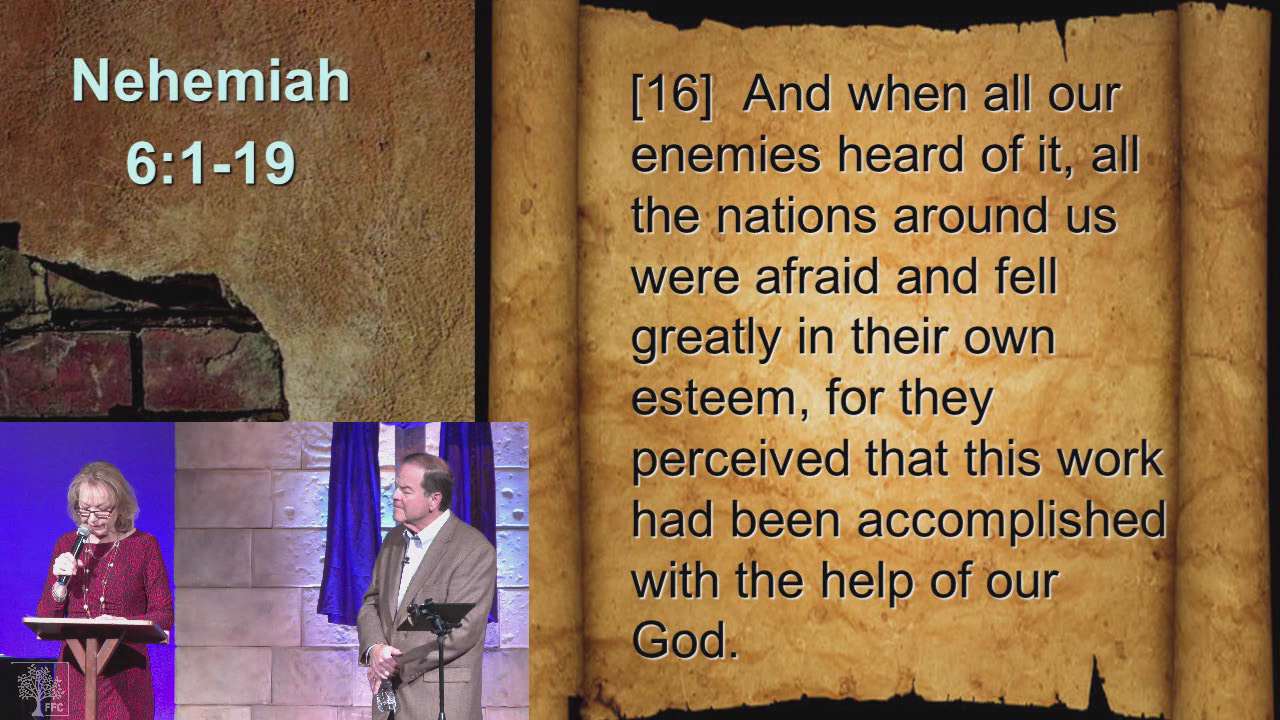 Nehemiah
6:1-19
[16] And when all our
enemies heard of it, all
the nations around us
were afraid and fell
greatly in their own
esteem, for they
perceived that this work
had been accomplished
with the help of our
God.
FFC